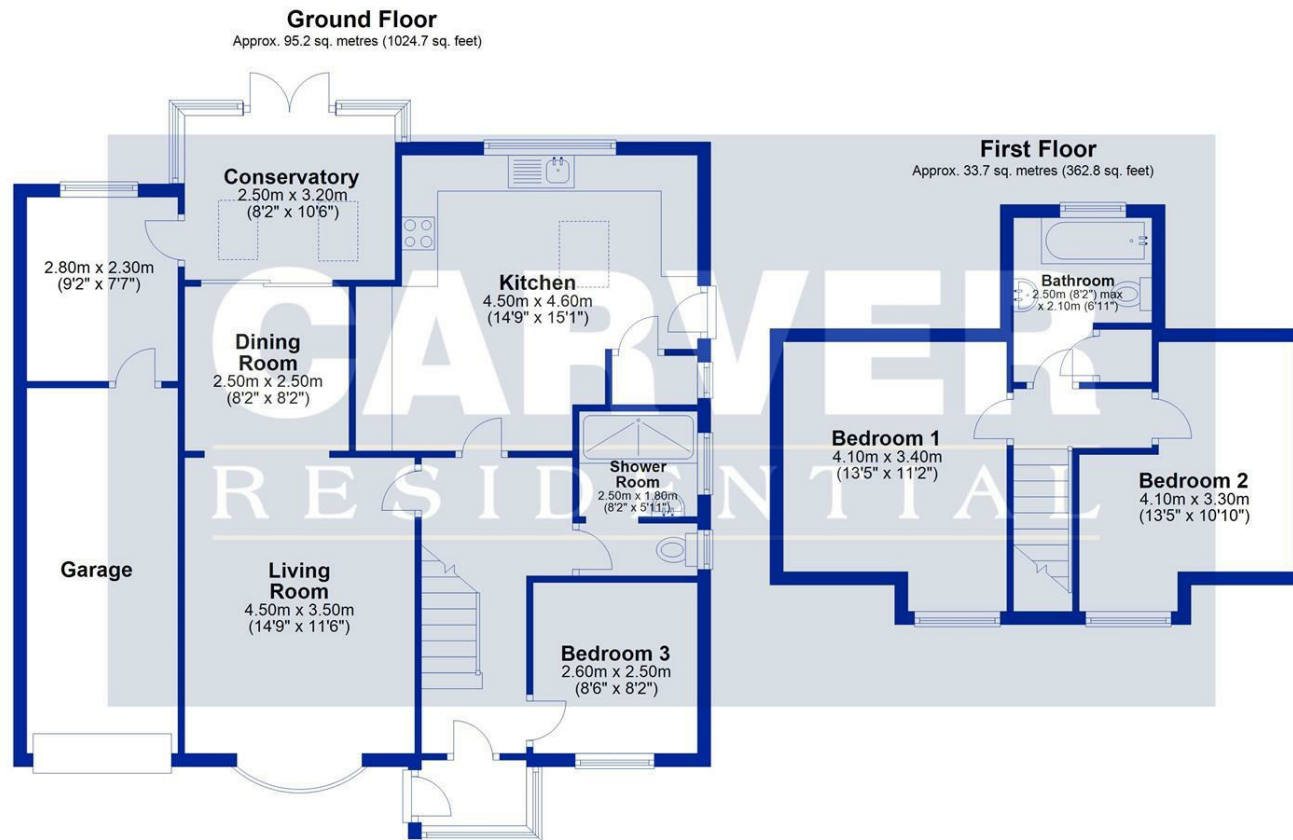 Ground Floor
Approx. 95.2 sq. metres (1024.7 sq. feet)
First Floor
Approx. 33.7 sq. metres (362.8 sq. feet)
Conservatory
2.50m x 3.20m
(8'2" x 10'6")
2.80m x 2.30m
(9'2" x 7'7")
Kitchen
4.50m x 4.60m
(14'9" x 15'1")
Dining
Room
2.50m x 2.50m
(8'2" x 8'2")
Shower
Room
2.50m x 1.80m
(8'2" x 5'11")
Garage
Living
Room
4.50m x 3.50m
(14'9" x 11'6")
Bedroom 3
2.60m x 2.50m
(8'6" x 8'2")
Bathroom
2.50m (8'2") max
x 2.10m (6'11")
Bedroom 1
4.10m x 3.40m
(13'5" x 11'2")
Bedroom 2
4.10m x 3.30m
(13'5" x 10'10")
CARVER
RESIDENTIAL